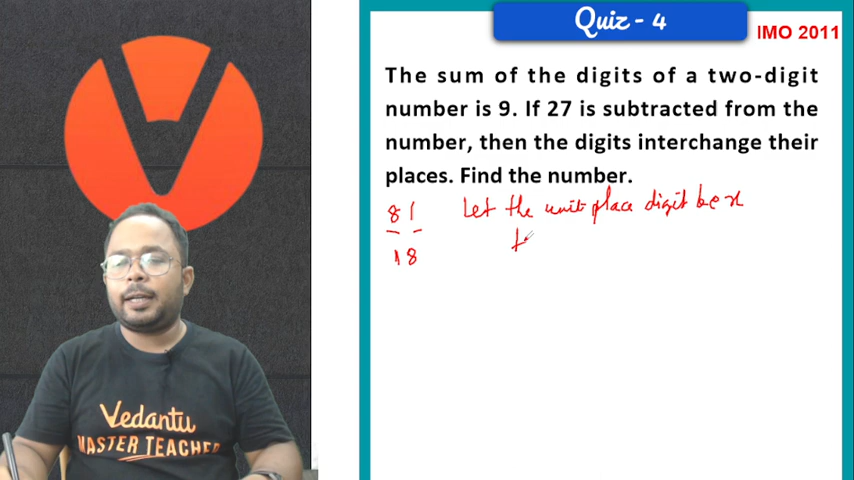 Quiz - 4
IMO 2011
The sum of the digits of a two-digit
number is 9. If 27 is subtracted from the
number, then the digits interchange their
places. Find the number.
81 Let the unit place digit be x
t
18
Vedantu
MASTER TEACHER